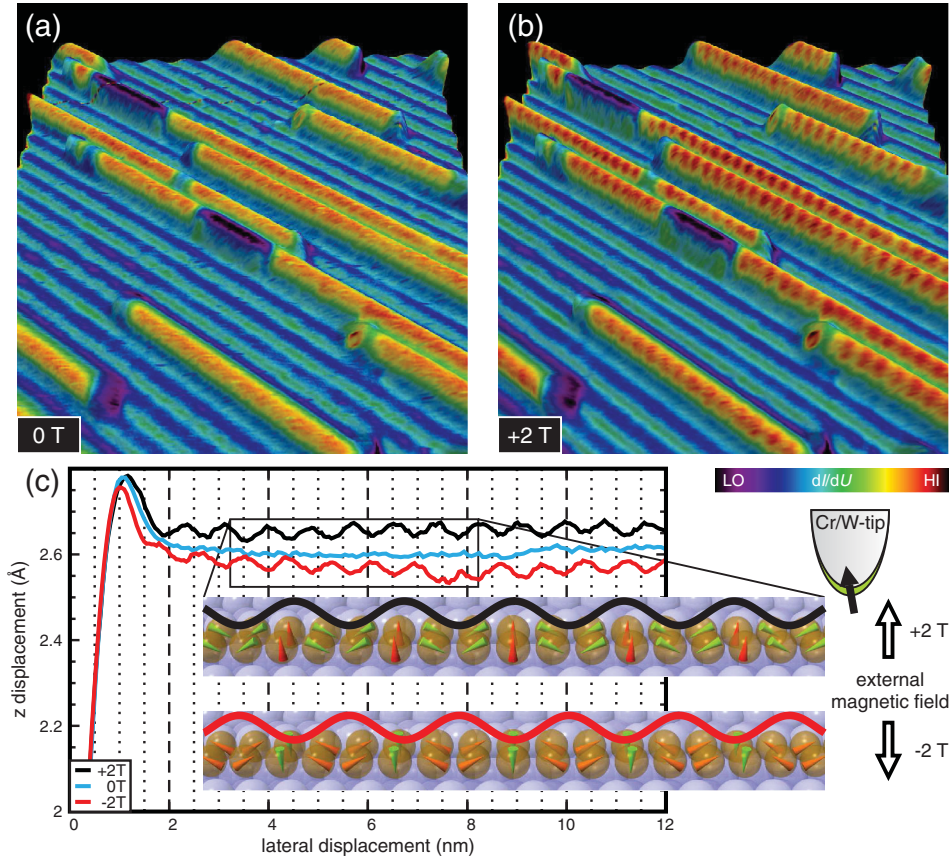 (a)
(b)
0 T
+2 T
(c)
LO dI/dU HI
Cr/W-tip
+2 T
external
magnetic field
-2 T
z displacement (Å)
2.6
2.4
2.2
2
+2T
0T
-2T
0 2 4 6 8 10 12
lateral displacement (nm)